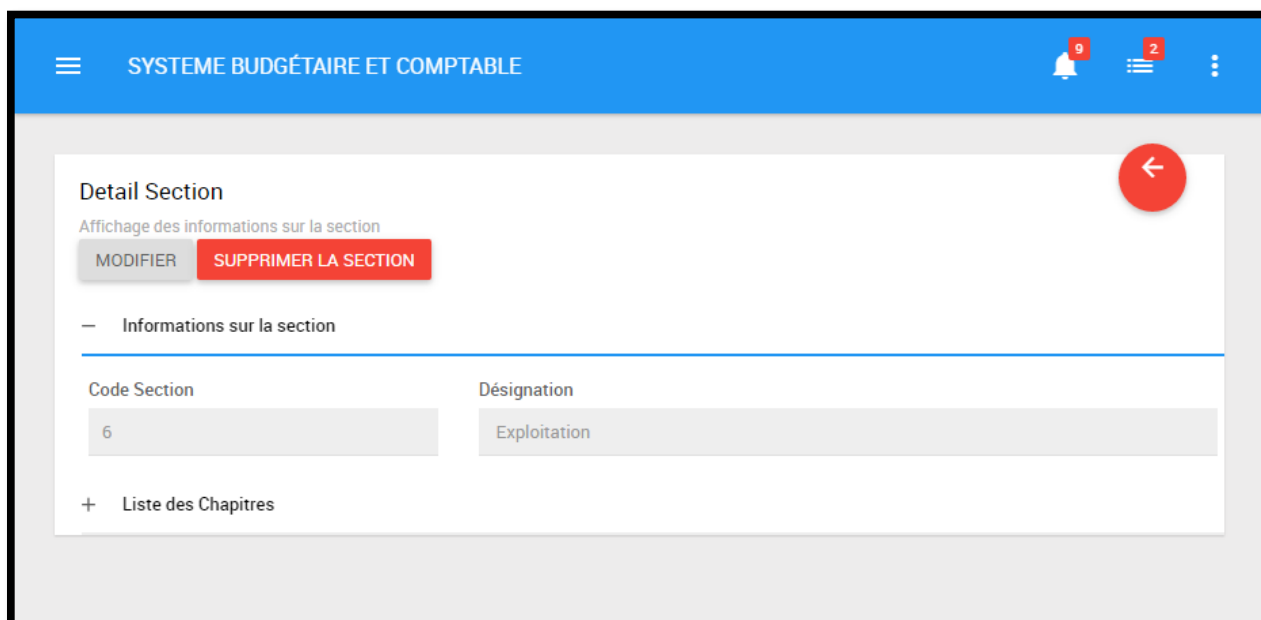 SYSTEME BUDGÉTAIRE ET COMPTABLE
9
2
Detail Section
Affichage des informations sur la section
MODIFIER SUPPRIMER LA SECTION
Informations sur la section
Code Section Désignation
6 Exploitation
Liste des Chapitres